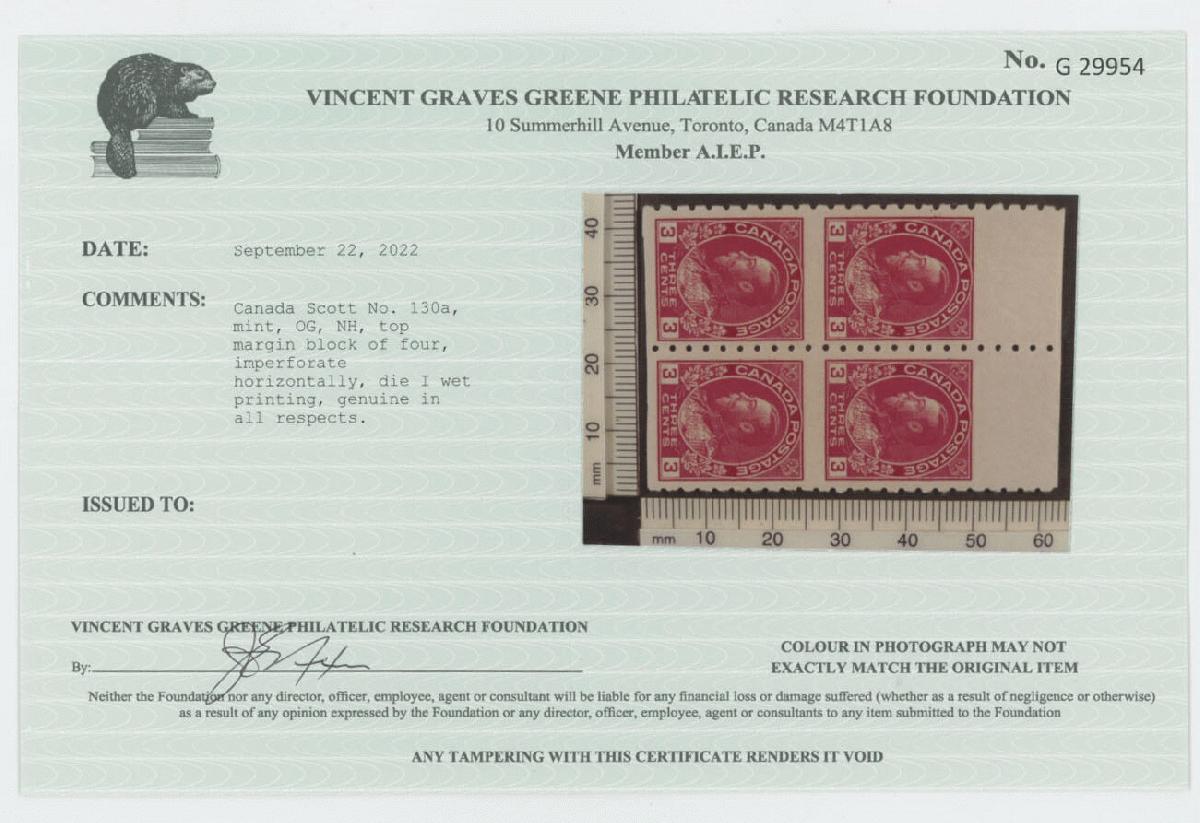 No. G 29954
VINCENT GRAVES GREENE PHILATELIC RESEARCH FOUNDATION
10 Summerhill Avenue, Toronto, Canada M4T1A8
Member A.I.E.P.
DATE: September 22, 2022
COMMENTS: Canada Scott No. 130a,
mint, OG, NH, top
margin block of four,
imperforate
horizontally, die I wet
printing, genuine in
all respects.
ISSUED TO:
40
30
20
10
mm
CANADA POSTAGE
3 THREE CENTS 3
CANADA POSTAGE
3 THREE CENTS 3
CANADA POSTAGE
3 THREE CENTS 3
CANADA POSTAGE
3 THREE CENTS 3
mm 10 20 30 40 50 60
VINCENT GRAVES GREENE PHILATELIC RESEARCH FOUNDATION
By:
COLOUR IN PHOTOGRAPH MAY NOT
EXACTLY MATCH THE ORIGINAL ITEM
Neither the Foundation nor any director, officer, employee, agent or consultant will be liable for any financial loss or damage suffered (whether as a result of negligence or otherwise)
as a result of any opinion expressed by the Foundation or any director, officer, employee, agent or consultants to any item submitted to the Foundation
ANY TAMPERING WITH THIS CERTIFICATE RENDERS IT VOID